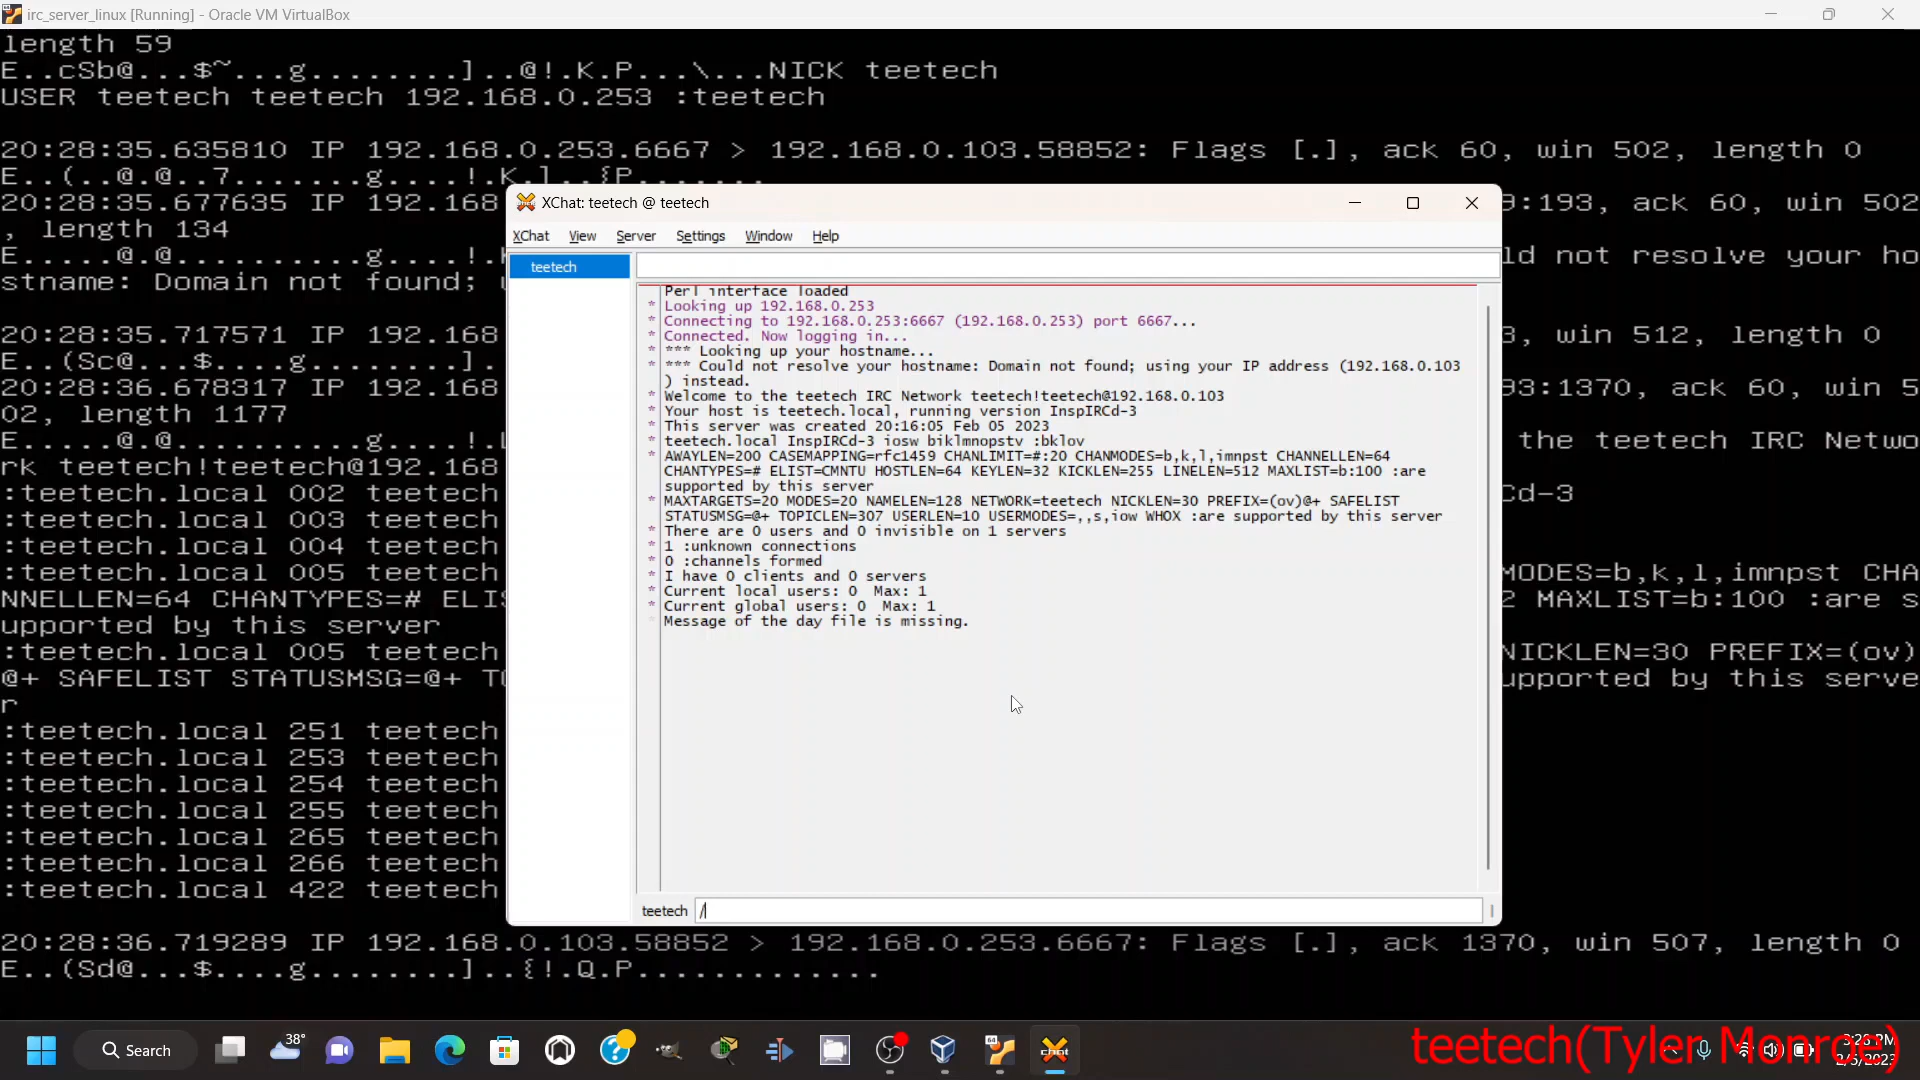 irc_server_linux [Running] - Oracle VM VirtualBox
length 59
E..cSb@...$~...g........]..@!.K.P...\...NICK teetech
USER teetech teetech 192.168.0.253 :teetech
20:28:35.635810 IP 192.168.0.253.6667 > 192.168.0.103.58852: Flags [.], ack 60, win 502, length 0
E..(..@.@..7.......g....!.K.]..{P.......
20:28:35.677635 IP 192.168
3:193, ack 60, win 502
, length 134
E.....@.@..........g....!.
ld not resolve your ho
stname: Domain not found;
20:28:35.717571 IP 192.168
3, win 512, length 0
E..(Sc@...$....g........].
20:28:36.678317 IP 192.168
93:1370, ack 60, win 5
02, length 1177
E.....@.@..........g....!.
the teetech IRC Netwo
rk teetech!teetech@192.168
:teetech.local 002 teetech
Cd-3
:teetech.local 003 teetech
:teetech.local 004 teetech
:teetech.local 005 teetech
MODES=b,k,l,imnpst CHA
NNELLEN=64 CHANTYPES=# ELIS
2 MAXLIST=b:100 :are s
upported by this server
:teetech.local 005 teetech
NICKLEN=30 PREFIX=(ov)
@+ SAFELIST STATUSMSG=@+ TO
upported by this serve
r
:teetech.local 251 teetech
:teetech.local 253 teetech
:teetech.local 254 teetech
:teetech.local 255 teetech
:teetech.local 265 teetech
:teetech.local 266 teetech
:teetech.local 422 teetech
20:28:36.719289 IP 192.168.0.103.58852 > 192.168.0.253.6667: Flags [.], ack 1370, win 507, length 0
E..(Sd@...$....g........]..{!.Q.P.............
XChat: teetech @ teetech
XChat View Server Settings Window Help
teetech
Perl interface loaded
* Looking up 192.168.0.253
* Connecting to 192.168.0.253:6667 (192.168.0.253) port 6667...
* Connected. Now logging in...
* *** Looking up your hostname...
* *** Could not resolve your hostname: Domain not found; using your IP address (192.168.0.103
) instead.
* Welcome to the teetech IRC Network teetech!teetech@192.168.0.103
* Your host is teetech.local, running version InspIRCd-3
* This server was created 20:16:05 Feb 05 2023
* teetech.local InspIRCd-3 iosw biklmnopstv :bklov
* AWAYLEN=200 CASEMAPPING=rfc1459 CHANLIMIT=#:20 CHANMODES=b,k,l,imnpst CHANNELLEN=64
CHANTYPES=# ELIST=CMNTU HOSTLEN=64 KEYLEN=32 KICKLEN=255 LINELEN=512 MAXLIST=b:100 :are
supported by this server
* MAXTARGETS=20 MODES=20 NAMELEN=128 NETWORK=teetech NICKLEN=30 PREFIX=(ov)@+ SAFELIST
STATUSMSG=@+ TOPICLEN=307 USERLEN=10 USERMODES=,,s,iow WHOX :are supported by this server
* There are 0 users and 0 invisible on 1 servers
* 1 :unknown connections
* 0 :channels formed
* I have 0 clients and 0 servers
* Current local users: 0 Max: 1
* Current global users: 0 Max: 1
* Message of the day file is missing.
teetech /
38°
Search
64
chat
teetech(Tyler Monroe)